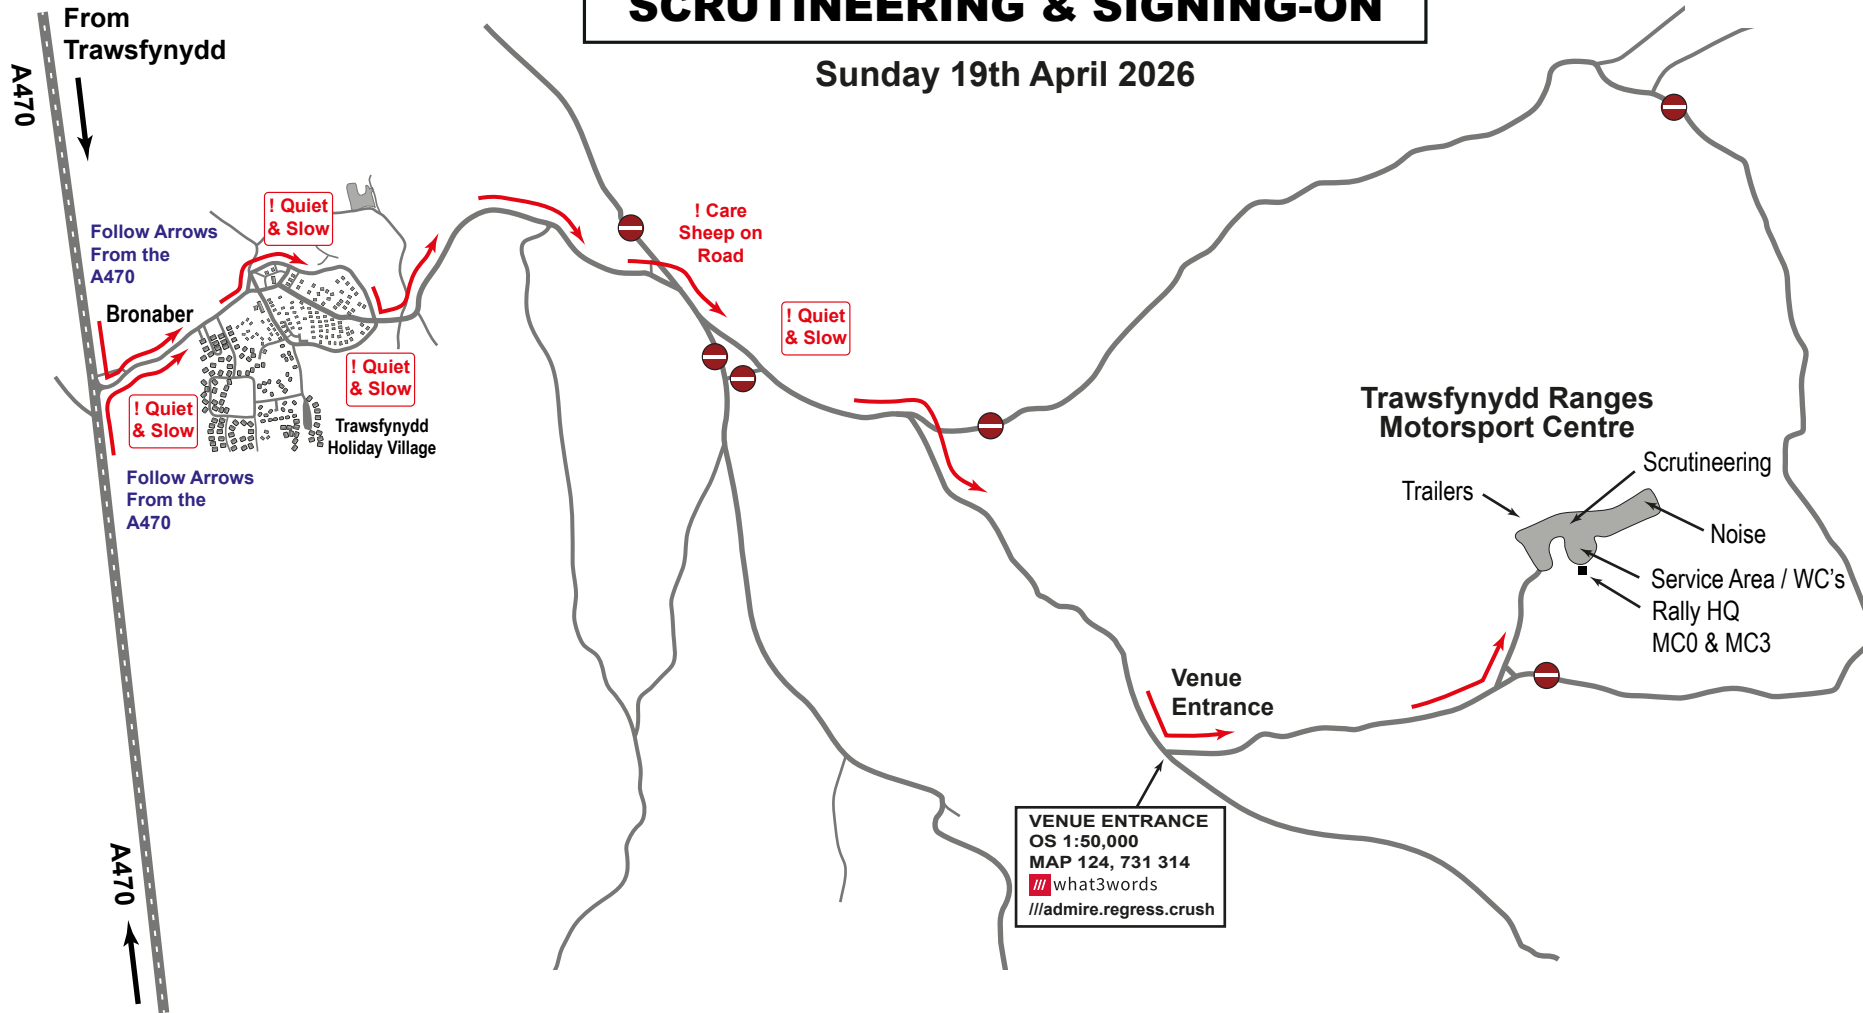 SCRUTINEERING & SIGNING-ON
Sunday 19th April 2026
From
Trawsfynydd
A470
Follow Arrows
From the
A470
! Quiet
& Slow
! Care
Sheep on
Road
Bronaber
! Quiet
& Slow
! Quiet
& Slow
! Quiet
& Slow
Trawsfynydd
Holiday Village
Follow Arrows
From the
A470
Trawsfynydd Ranges
Motorsport Centre
Scrutineering
Trailers
Noise
Service Area / WC's
Rally HQ
MC0 & MC3
Venue
Entrance
VENUE ENTRANCE
OS 1:50,000
MAP 124, 731 314
/// what3words
///admire.regress.crush
A470